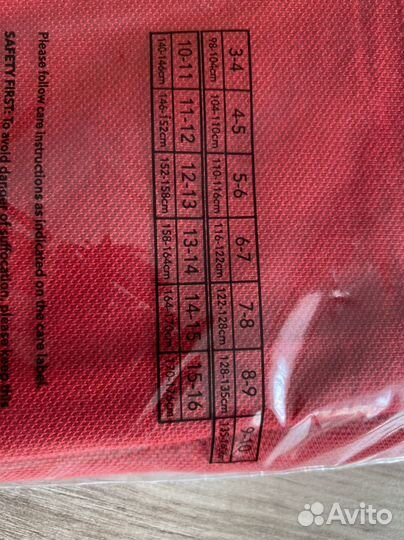 3-4 4-5 5-6 6-7 7-8 8-9 9-10
98-104cm 104-110cm 110-116cm 116-122cm 122-128cm 128-135cm
10-11 11-12 12-13 13-14 14-15 15-16
140-146cm 146-152cm 152-158cm 158-164cm
Please follow care instructions as indicated on the care label.
SAFETY FIRST: To avoid danger of suffocation, please keep this
Avito